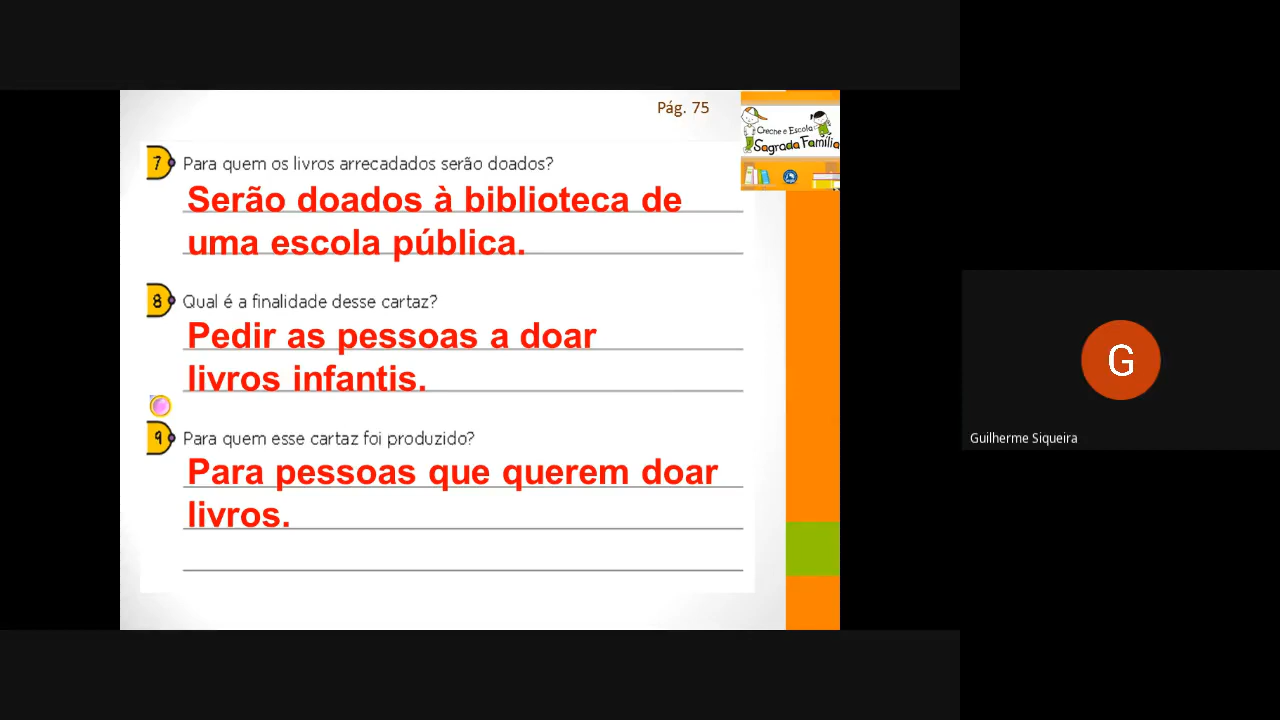 Pág. 75
Creche e Escola
Sagrada Família
7 Para quem os livros arrecadados serão doados?
Serão doados à biblioteca de
uma escola pública.
8 Qual é a finalidade desse cartaz?
Pedir as pessoas a doar
livros infantis.
9 Para quem esse cartaz foi produzido?
Para pessoas que querem doar
livros.
G
Guilherme Siqueira